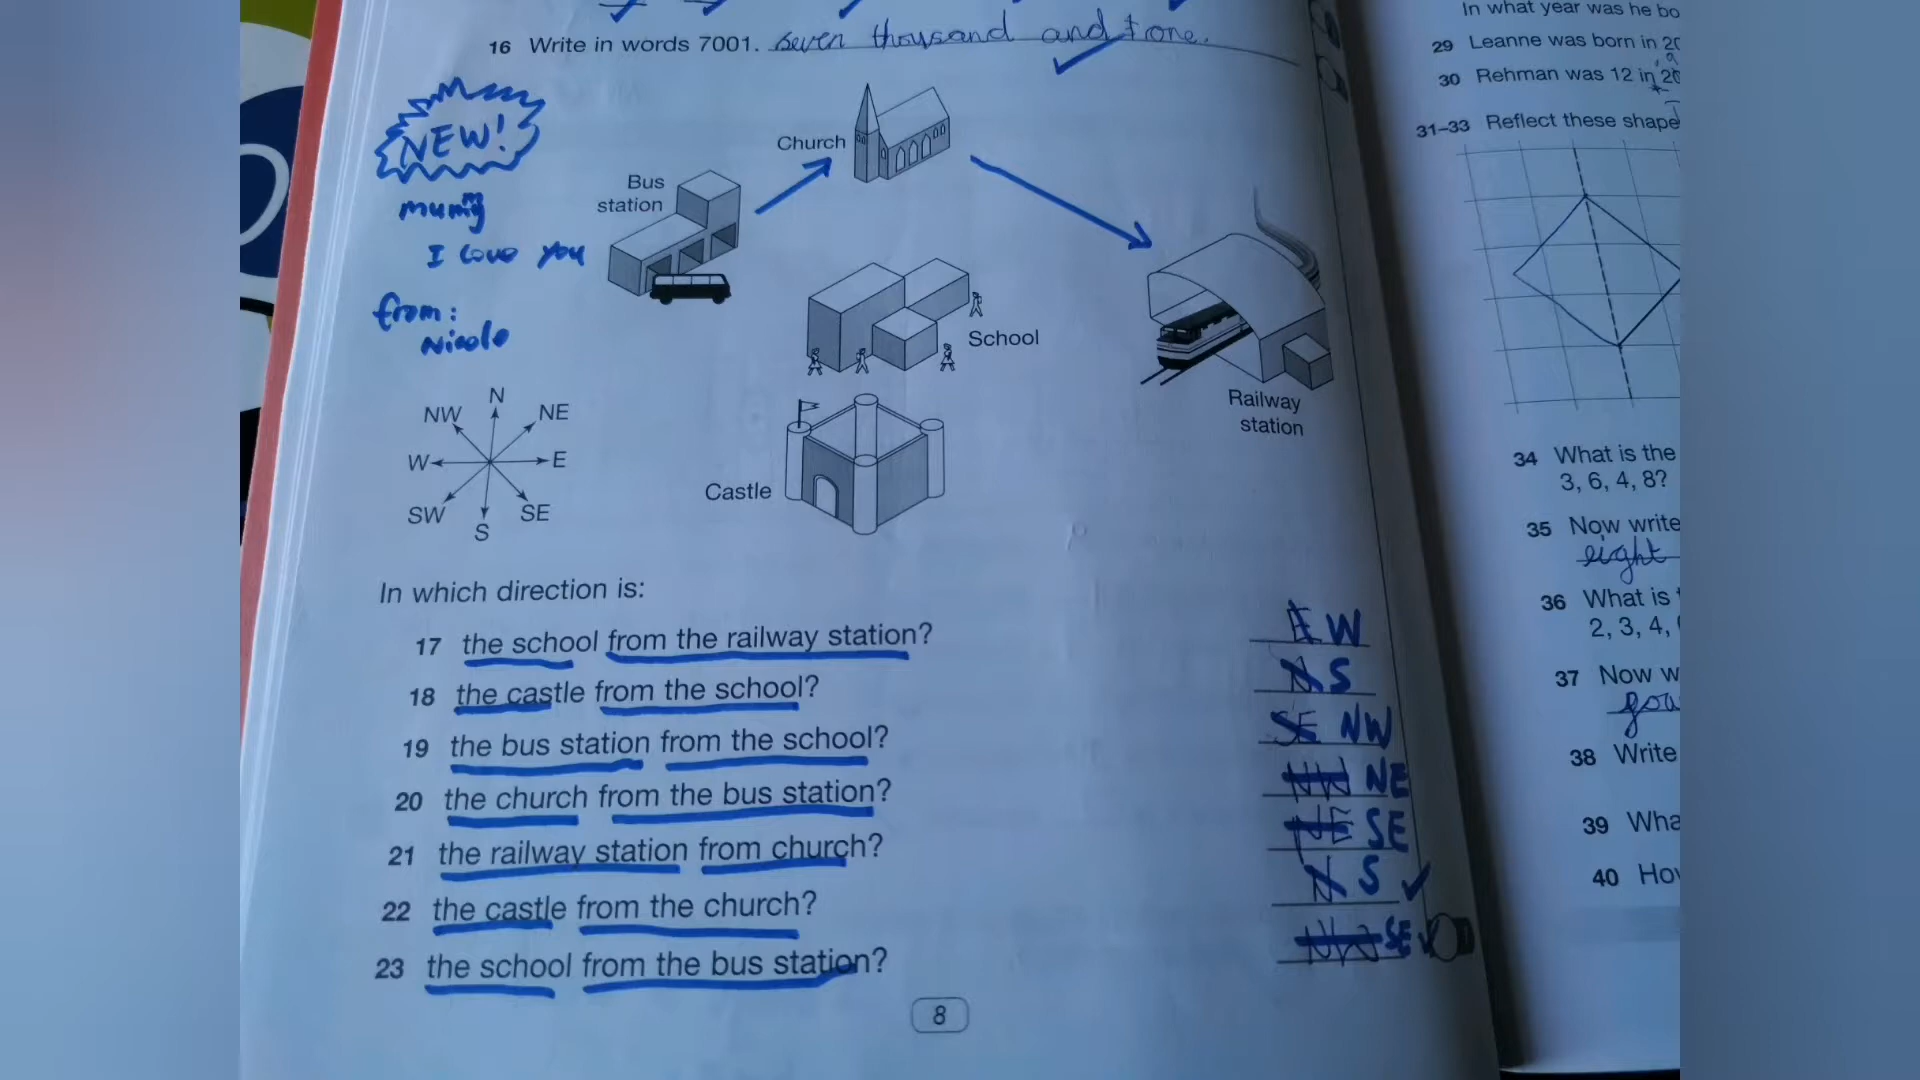 16 Write in words 7001. seven thousand and one.
NEW!
mummy
I love you
from:
Nicole
Church
Bus
station
School
Railway
station
Castle
N
NW NE
W E
SW SE
S
In which direction is:
17 the school from the railway station? W
18 the castle from the school? N S
19 the bus station from the school? SE NW
20 the church from the bus station? NW NE
21 the railway station from church? NE SE
22 the castle from the church? N S
23 the school from the bus station? NW SE
8
In what year was he bo
29 Leanne was born in 20
30 Rehman was 12 in 20
31–33 Reflect these shape
34 What is the
3, 6, 4, 8?
35 Now write
eight
36 What is
2, 3, 4,
37 Now w
38 Write
39 Wha
40 How